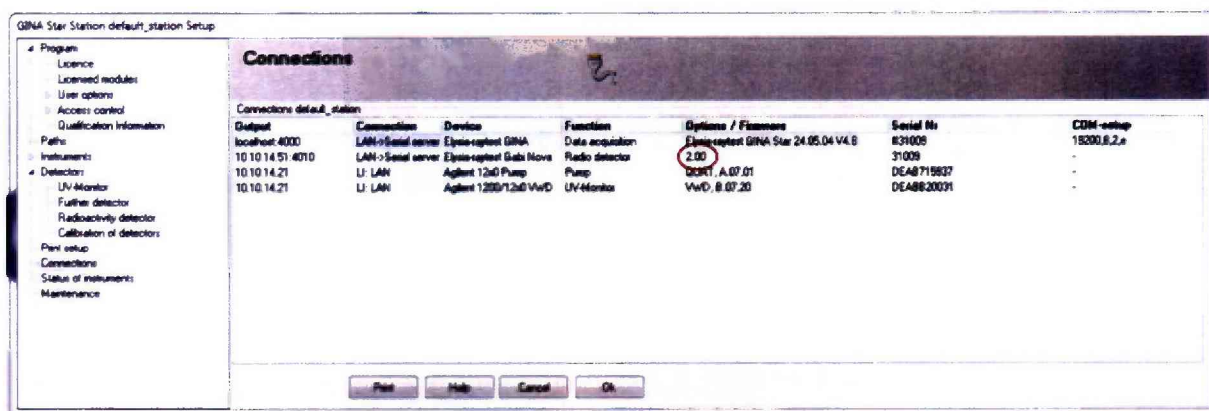 GINA Star Station default_station Setup
Program
Licence
Licensed modules
User options
Access control
Qualification Information
Paths
Instruments
Detectors
UV-Monitor
Further detector
Radioactivity detector
Calibration of detectors
Print setup
Connections
Status of instruments
Maintenance
Connections
Connections default_station
Output Connection Device Function Options / Firmware Serial Nr COM-setup
localhost:4000 LAN->Serial server Elysia-raytest GINA Data acquisition Elysia-raytest GINA Star 24.05.04 V4.8 831009 19200,8,2,e
10.10.14.51:4010 LAN->Serial server Elysia-raytest Gabi Nova Radio detector 2.00 31009 -
10.10.14.21 LI: LAN Agilent 12x0 Pump Pump QUAT, A.07.01 DEAB715937 -
10.10.14.21 LI: LAN Agilent 1200/12x0 VWD UV-Monitor VWD, B.07.20 DEABB20031 -
Print Help Cancel Ok